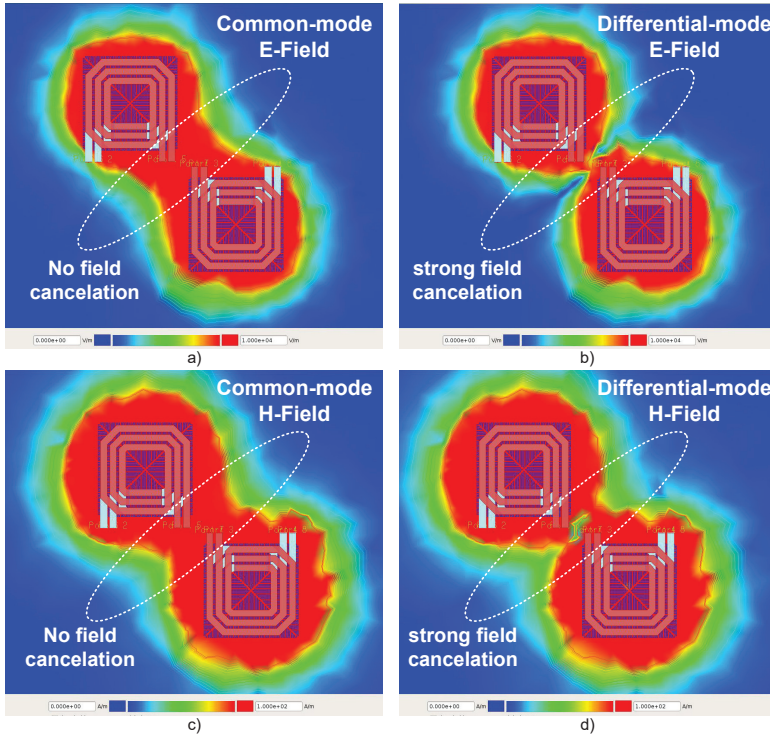 Common-mode
E-Field
No field
cancelation
0.000e+00 V/m 1.000e+04 V/m
a)
Differential-mode
E-Field
strong field
cancelation
0.000e+00 V/m 1.000e+04 V/m
b)
Common-mode
H-Field
No field
cancelation
0.000e+00 A/m 1.000e+02 A/m
c)
Differential-mode
H-Field
strong field
cancelation
0.000e+00 A/m 1.000e+02 A/m
d)